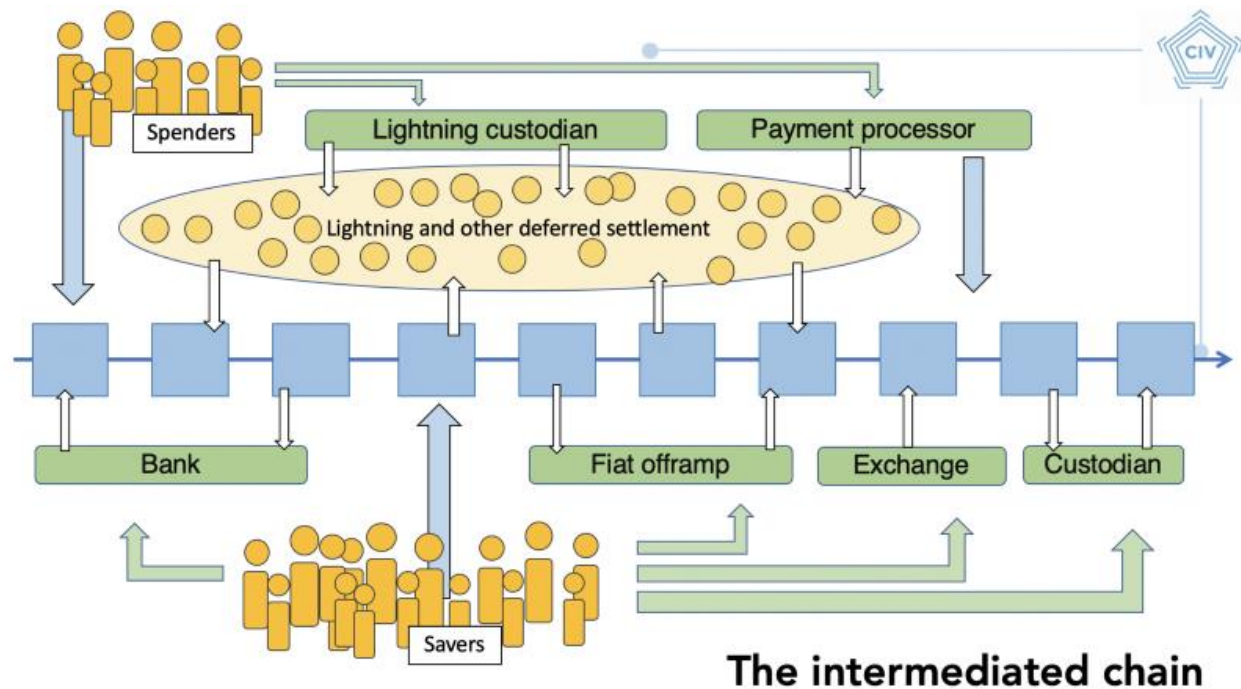 CIV
Spenders
Lightning custodian
Payment processor
Lightning and other deferred settlement
Bank
Fiat offramp
Exchange
Custodian
Savers
The intermediated chain